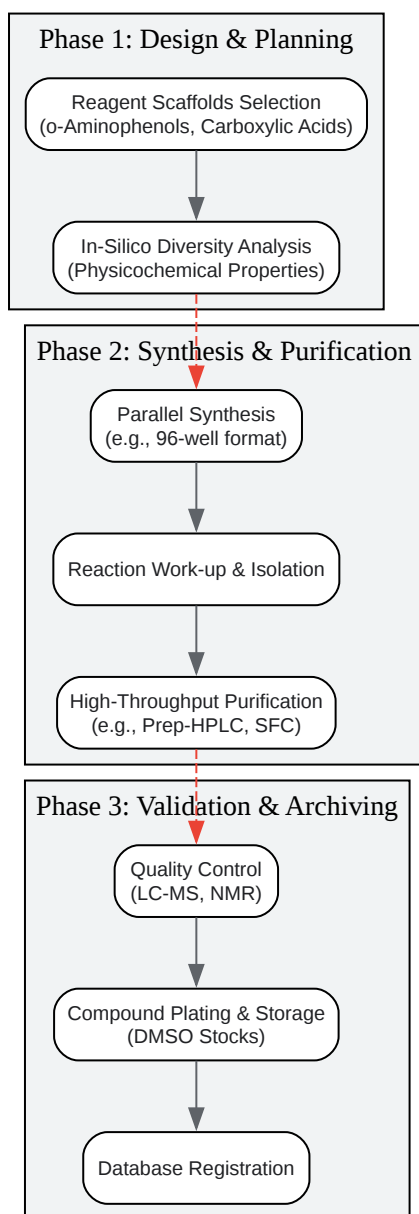 Phase 1: Design & Planning
Reagent Scaffolds Selection
(o-Aminophenols, Carboxylic Acids)
In-Silico Diversity Analysis
(Physicochemical Properties)
Phase 2: Synthesis & Purification
Parallel Synthesis
(e.g., 96-well format)
Reaction Work-up & Isolation
High-Throughput Purification
(e.g., Prep-HPLC, SFC)
Phase 3: Validation & Archiving
Quality Control
(LC-MS, NMR)
Compound Plating & Storage
(DMSO Stocks)
Database Registration